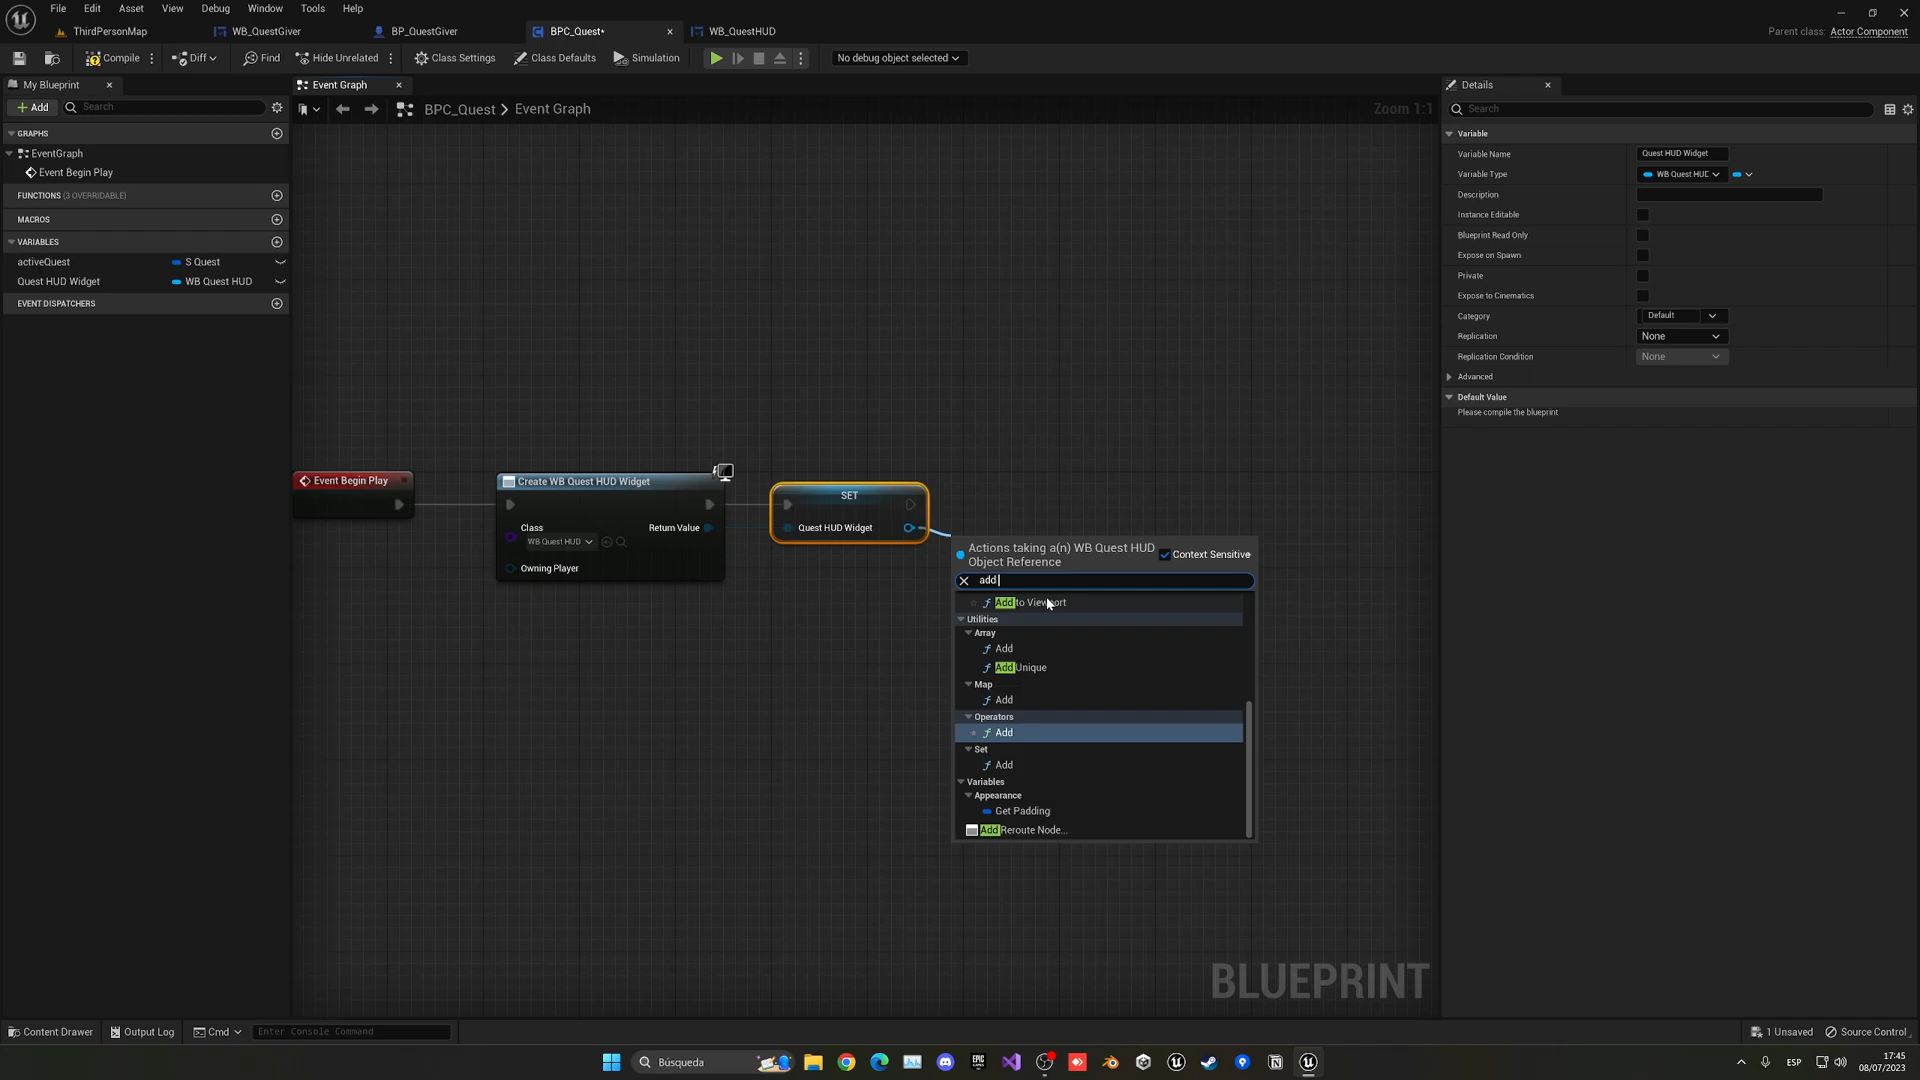 File Edit Asset View Debug Window Tools Help
ThirdPersonMap
WB_QuestGiver
BP_QuestGiver
BPC_Quest*
WB_QuestHUD
Parent class: Actor Component
Compile
Diff
Find
Hide Unrelated
Class Settings
Class Defaults
Simulation
No debug object selected
My Blueprint
Add
Search
GRAPHS
EventGraph
Event Begin Play
FUNCTIONS (3 OVERRIDABLE)
MACROS
VARIABLES
activeQuest
S Quest
Quest HUD Widget
WB Quest HUD
EVENT DISPATCHERS
Event Graph
BPC_Quest > Event Graph
Zoom 1:1
Event Begin Play
Create WB Quest HUD Widget
Class
WB Quest HUD
Return Value
Owning Player
SET
Quest HUD Widget
Actions taking a(n) WB Quest HUD
Object Reference
Context Sensitive
add
Add to Viewport
Utilities
Array
Add
Add Unique
Map
Add
Operators
Add
Set
Add
Variables
Appearance
Get Padding
Add Reroute Node...
BLUEPRINT
Details
Search
Variable
Variable Name
Quest HUD Widget
Variable Type
WB Quest HUD
Description
Instance Editable
Blueprint Read Only
Expose on Spawn
Private
Expose to Cinematics
Category
Default
Replication
None
Replication Condition
None
Advanced
Default Value
Please compile the blueprint
Content Drawer
Output Log
Cmd
Enter Console Command
1 Unsaved
Source Control
Búsqueda
EPIC
GAMES
ESP
17:45
08/07/2023